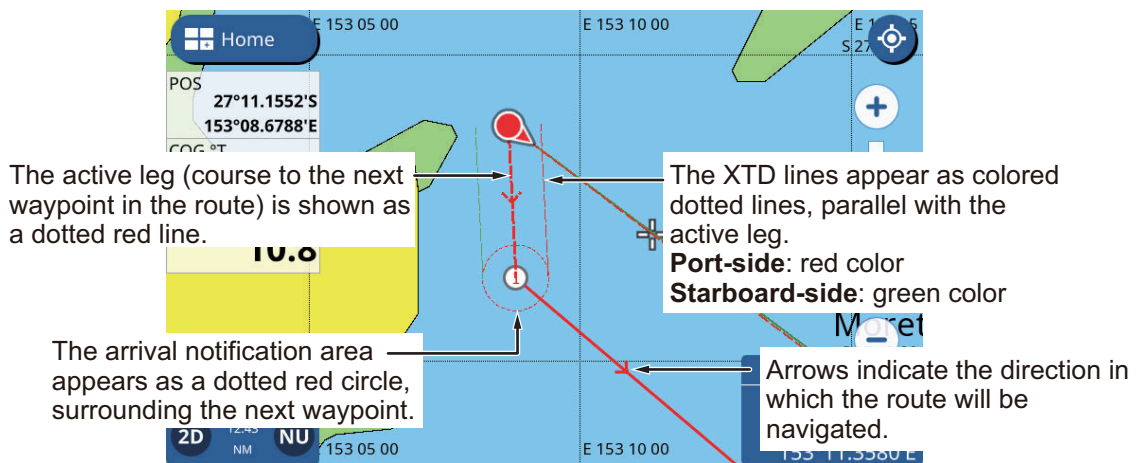 E 153 05 00
E 153 10 00
Home
POS
27°11.1552'S
153°08.6788'E
COG °T
The active leg (course to the next
waypoint in the route) is shown as
a dotted red line.
10.8
The XTD lines appear as colored
dotted lines, parallel with the
active leg.
Port-side: red color
Starboard-side: green color
1
Moret
The arrival notification area
appears as a dotted red circle,
surrounding the next waypoint.
Arrows indicate the direction in
which the route will be
navigated.
2D
NM
NU
153 05 00
E 153 10 00
153°11.3580'E